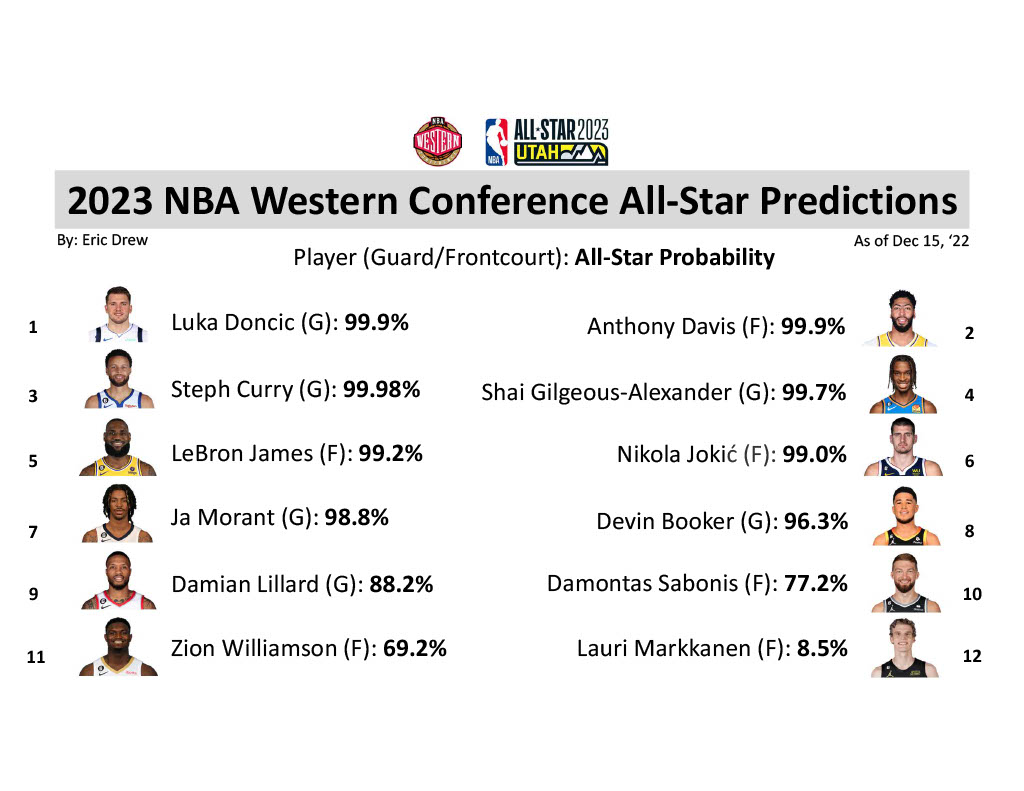 NBA
WESTERN
NBA
ALL-STAR 2023
UTAH
2023 NBA Western Conference All-Star Predictions
By: Eric Drew
As of Dec 15, ‘22
Player (Guard/Frontcourt): All-Star Probability
1 Luka Doncic (G): 99.9%
Anthony Davis (F): 99.9% 2
3 Steph Curry (G): 99.98%
Shai Gilgeous-Alexander (G): 99.7% 4
5 LeBron James (F): 99.2%
Nikola Jokić (F): 99.0% 6
7 Ja Morant (G): 98.8%
Devin Booker (G): 96.3% 8
9 Damian Lillard (G): 88.2%
Damontas Sabonis (F): 77.2% 10
11 Zion Williamson (F): 69.2%
Lauri Markkanen (F): 8.5% 12